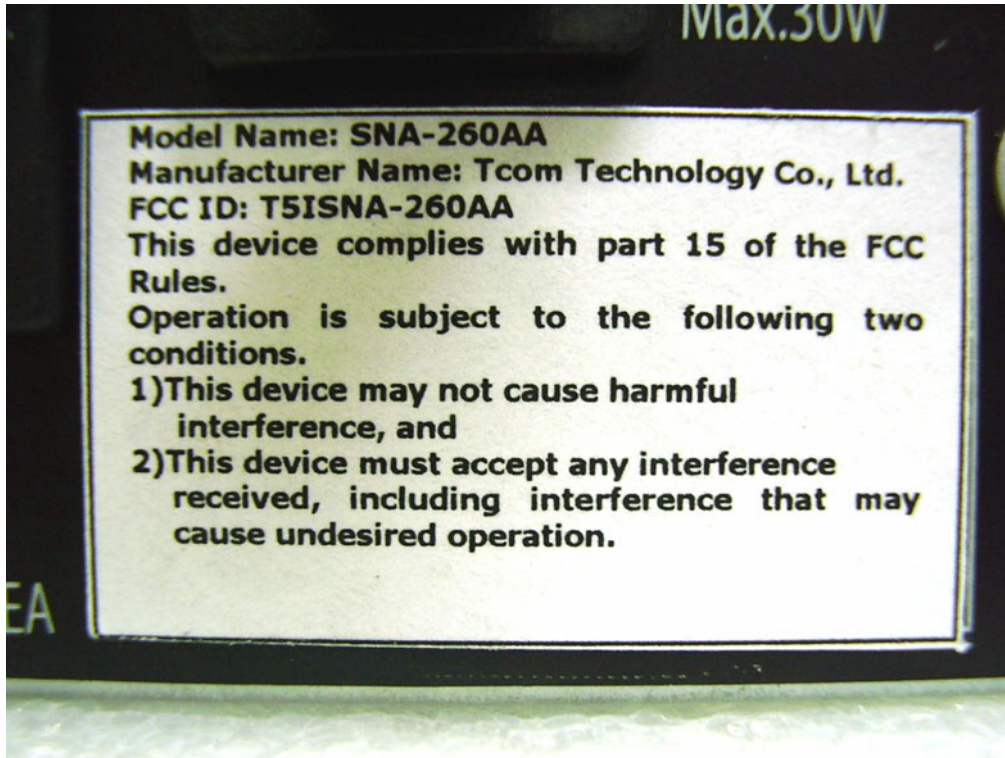 Max.30W
Model Name: SNA-260AA
Manufacturer Name: Tcom Technology Co., Ltd.
FCC ID: T5ISNA-260AA
This device complies with part 15 of the FCC
Rules.
Operation is subject to the following two
conditions.
1)This device may not cause harmful
interference, and
2)This device must accept any interference
received, including interference that may
cause undesired operation.
EA